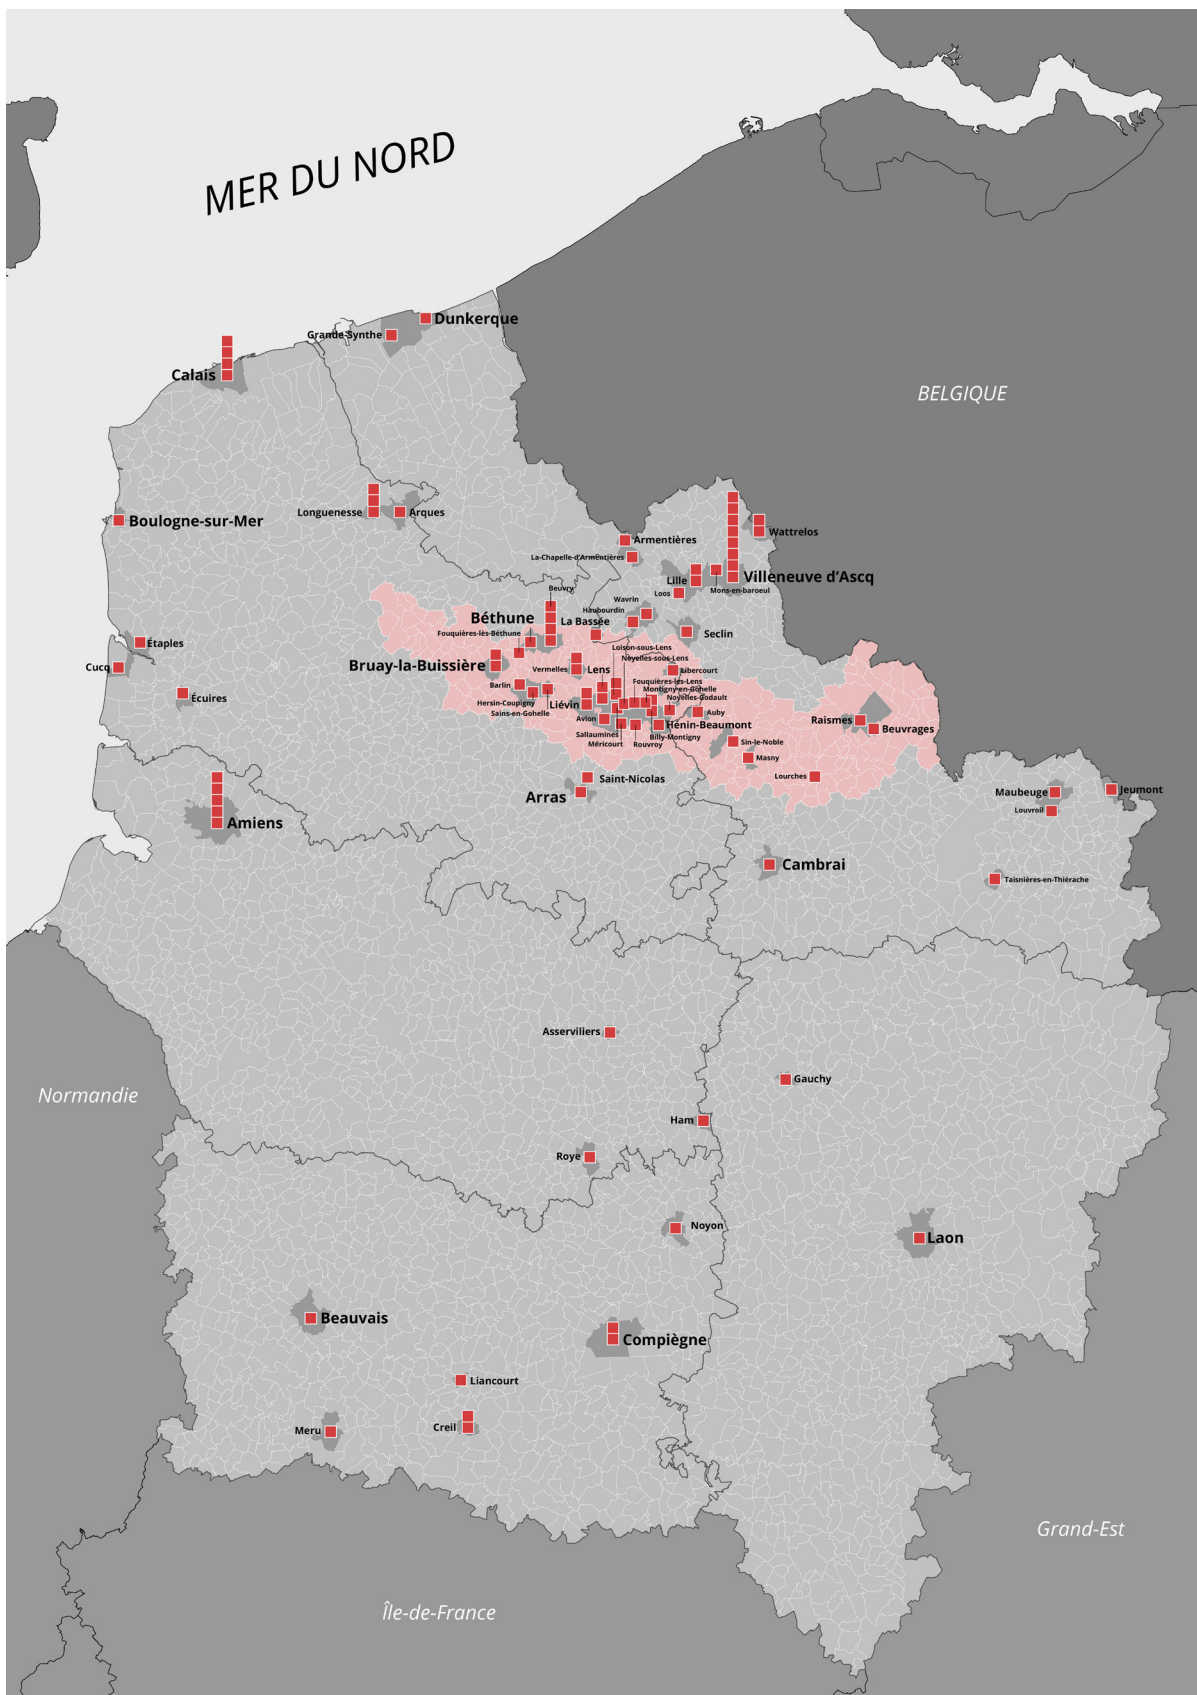 MER DU NORD
Dunkerque
Grande-Synthe
Calais
BELGIQUE
Longuenesse
Arques
Boulogne-sur-Mer
Wattrelos
Armentières
La-Chapelle-d'Armentières
Lille
Villeneuve d'Ascq
Mons-en-baroeul
Loos
Beuvry
Wavrin
Haubourdin
Béthune
La Bassée
Fouquières-lès-Béthune
Seclin
Étaples
Loison-sous-Lens
Noyelles-sous-Lens
Cucq
Bruay-la-Buissière
Vermelles
Lens
Libercourt
Fouquières-lès-Lens
Barlin
Montigny-en-Gohelle
Écuires
Noyelles-Godault
Hersin-Coupigny
Liévin
Sains-en-Gohelle
Auby
Avion
Hénin-Beaumont
Raismes
Beuvrages
Sallaumines
Billy-Montigny
Méricourt
Rouvroy
Sin-le-Noble
Masny
Saint-Nicolas
Lourches
Arras
Maubeuge
Jeumont
Louvroil
Amiens
Cambrai
Taisnières-en-Thiérache
Asserviliers
Gauchy
Normandie
Ham
Roye
Noyon
Laon
Beauvais
Compiègne
Liancourt
Creil
Meru
Grand-Est
Île-de-France